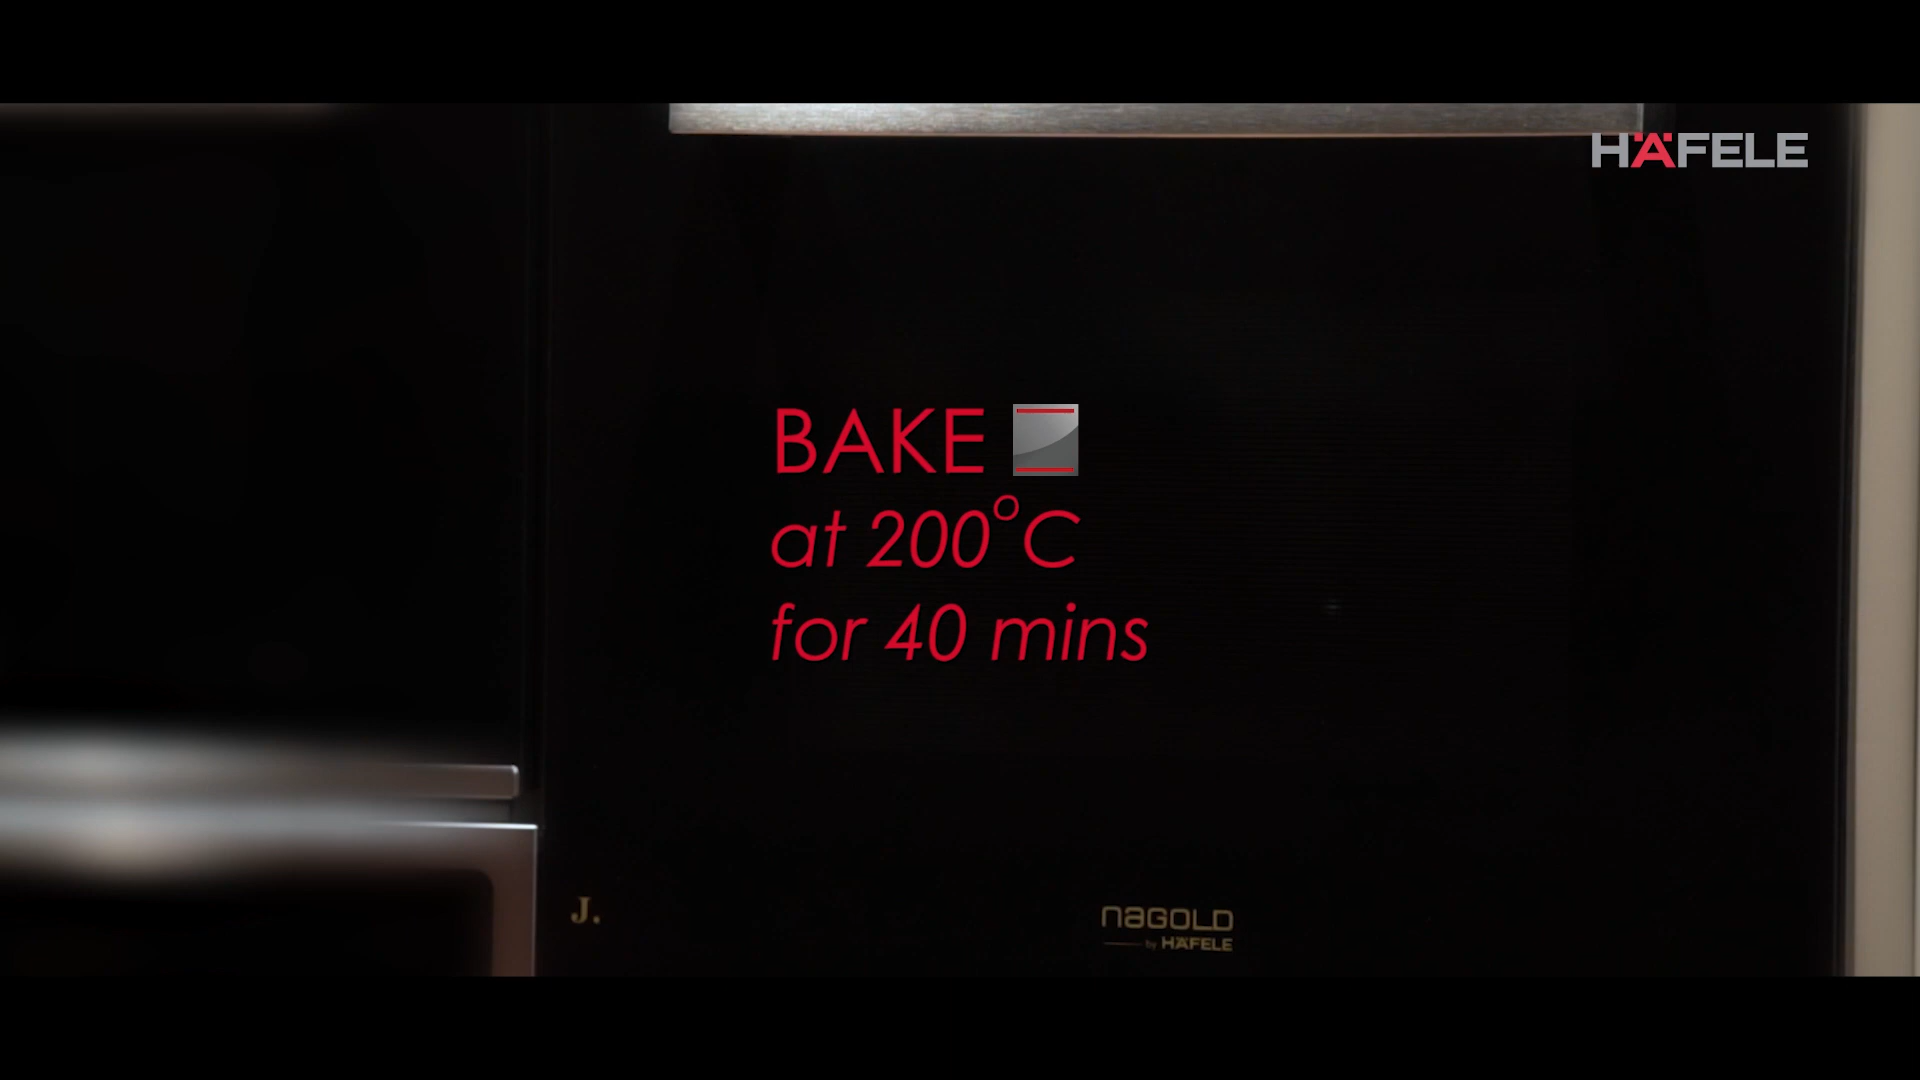 HÄFELE
BAKE
at 200°C
for 40 mins
J.
NAGOLD
by HÄFELE